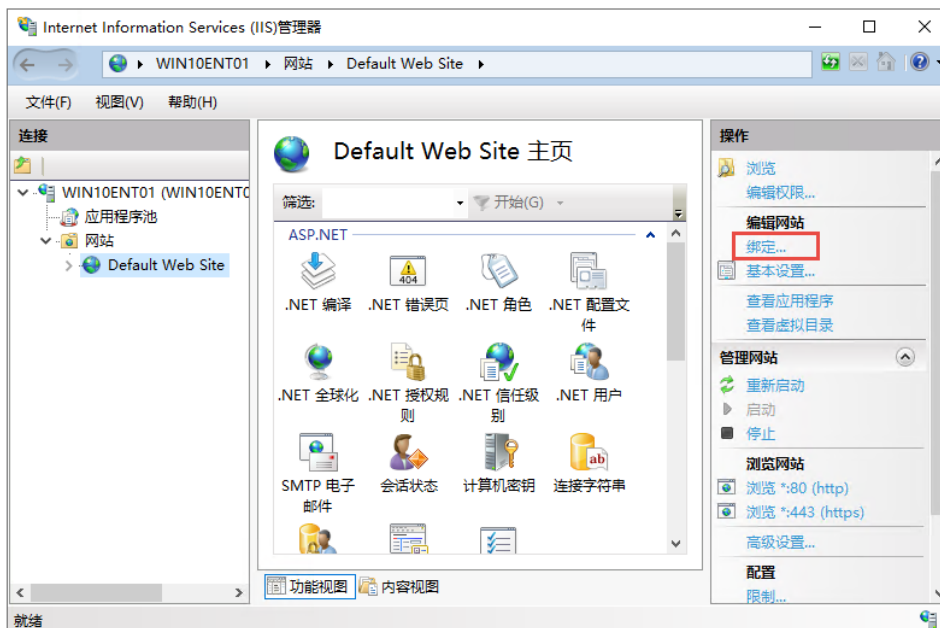 Internet Information Services (IIS)管理器
WIN10ENT01 网站 Default Web Site
文件(F) 视图(V) 帮助(H)
连接
WIN10ENT01 (WIN10ENT0
应用程序池
网站
Default Web Site
Default Web Site 主页
筛选: 开始(G)
ASP.NET
.NET 编译 .NET 错误页 .NET 角色 .NET 配置文
件
404
.NET 全球化 .NET 授权规 .NET 信任级 .NET 用户
则 别
ab
SMTP 电子 会话状态 计算机密钥 连接字符串
邮件
功能视图 内容视图
操作
浏览
编辑权限...
编辑网站
绑定...
基本设置...
查看应用程序
查看虚拟目录
管理网站
重新启动
启动
停止
浏览网站
浏览 *:80 (http)
浏览 *:443 (https)
高级设置...
配置
限制...
就绪